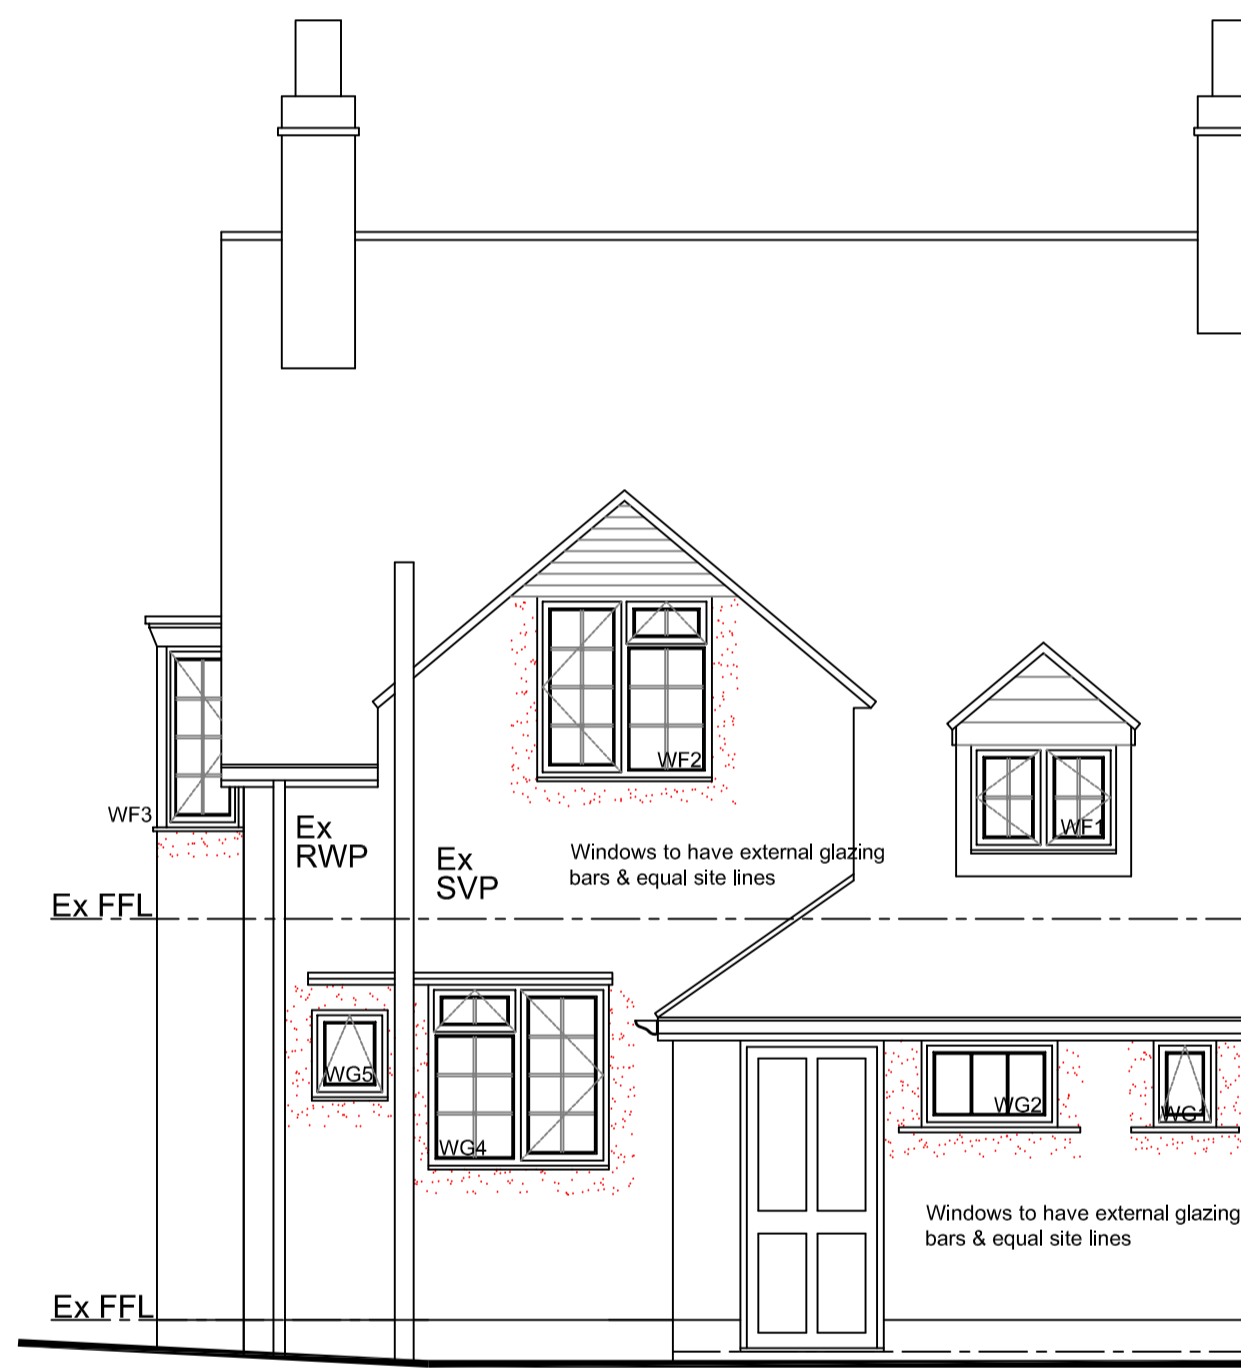 WF2
WF3
WF1
Ex
RWP
Ex
SVP
Windows to have external glazing
bars & equal site lines
Ex FFL
WG5
WG4
WG2
WG1
Windows to have external glazing
bars & equal site lines
Ex FFL